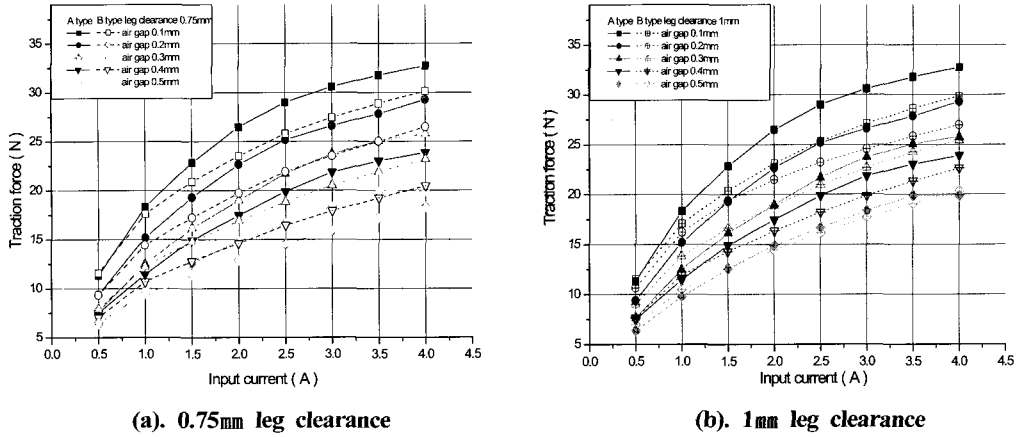 A type B type leg clearance 0.75mm
air gap 0.1mm
air gap 0.2mm
air gap 0.3mm
air gap 0.4mm
air gap 0.5mm
35
30
25
20
15
10
5
Traction force ( N )
0.0 0.5 1.0 1.5 2.0 2.5 3.0 3.5 4.0 4.5
Input current ( A )
(a). 0.75㎜ leg clearance
A type B type leg clearance 1mm
air gap 0.1mm
air gap 0.2mm
air gap 0.3mm
air gap 0.4mm
air gap 0.5mm
35
30
25
20
15
10
5
Traction force ( N )
0.0 0.5 1.0 1.5 2.0 2.5 3.0 3.5 4.0 4.5
Input current ( A )
(b). 1㎜ leg clearance